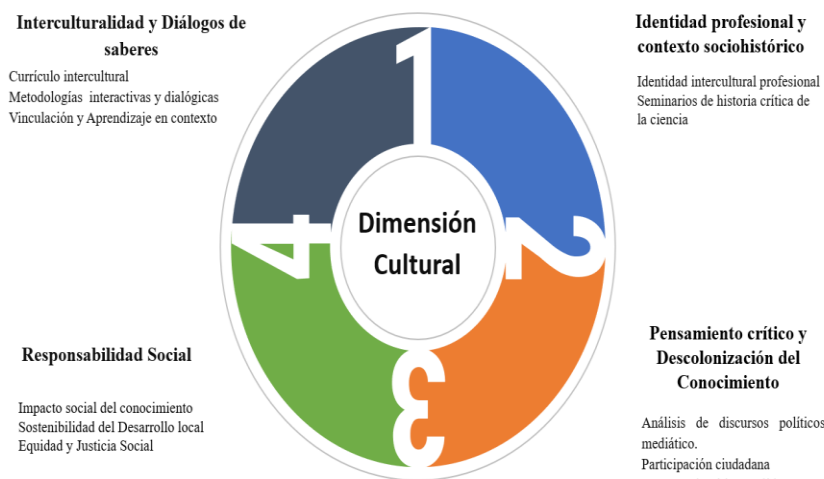 Interculturalidad y Diálogos de
saberes
Currículo intercultural
Metodologías interactivas y dialógicas
Vinculación y Aprendizaje en contexto
Identidad profesional y
contexto sociohistórico
Identidad intercultural profesional
Seminarios de historia crítica de
la ciencia
1
2
3
4
Dimensión
Cultural
Responsabilidad Social
Impacto social del conocimiento
Sostenibilidad del Desarrollo local
Equidad y Justicia Social
Pensamiento crítico y
Descolonización del
Conocimiento
Análisis de discursos políticos
mediático.
Participación ciudadana